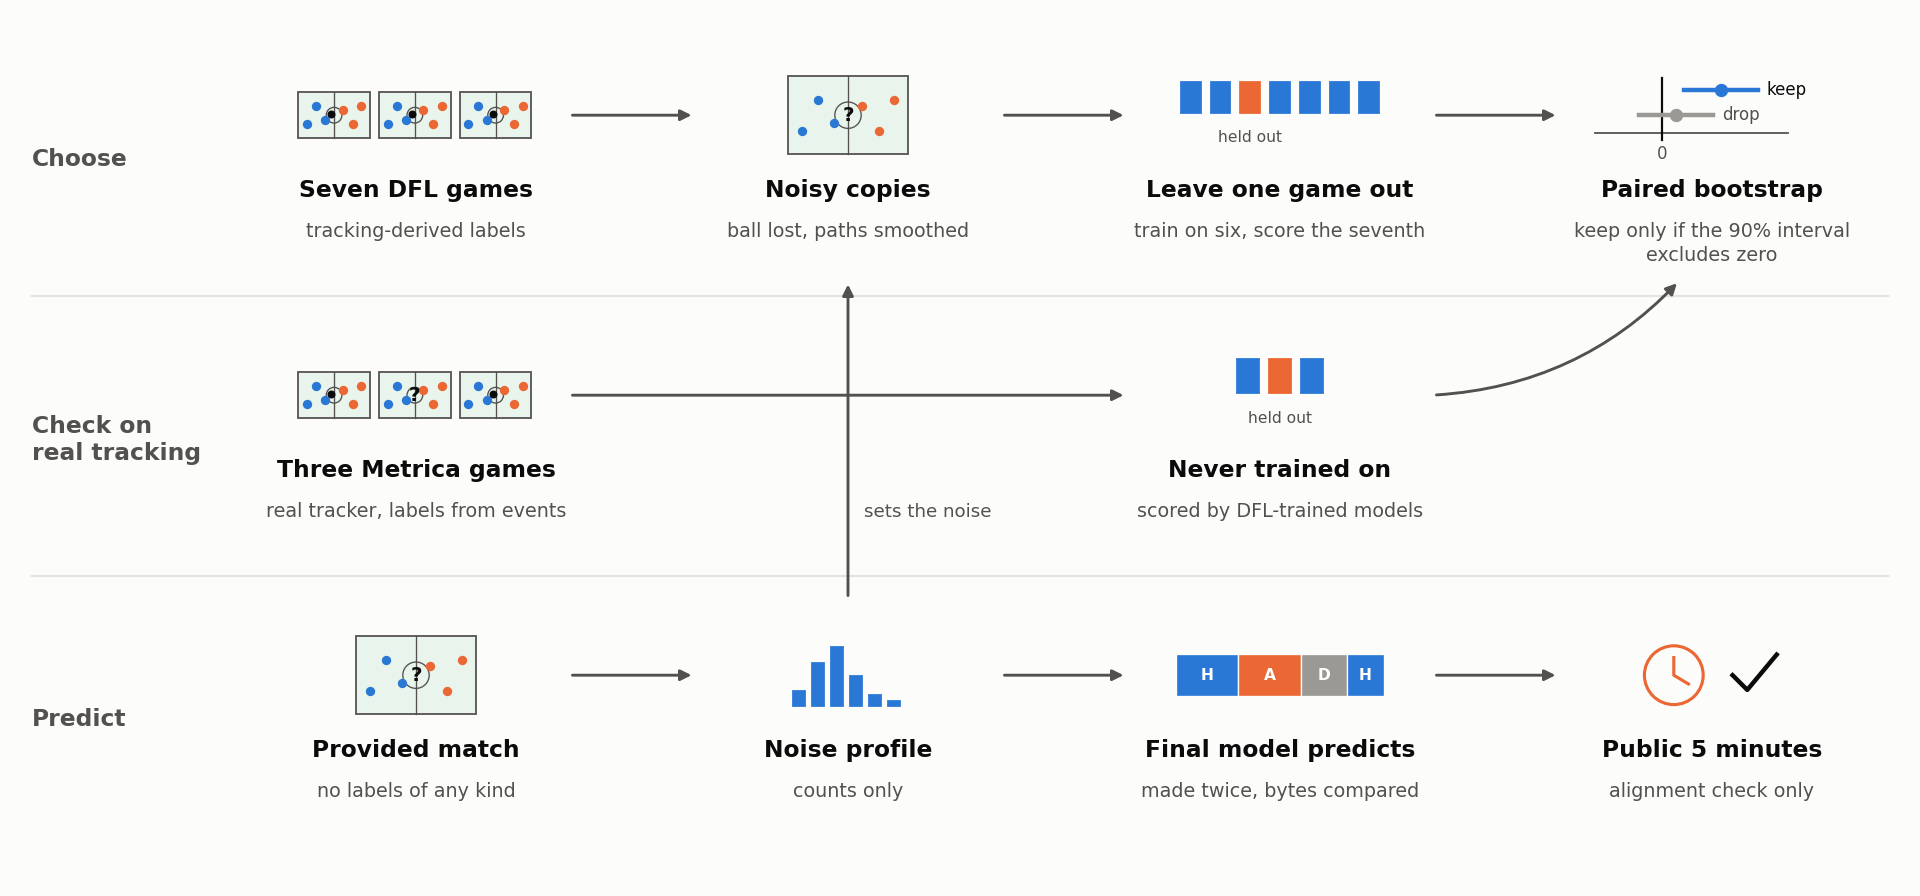 Choose
?
held out
keep
drop
0
Seven DFL games
tracking-derived labels
Noisy copies
ball lost, paths smoothed
Leave one game out
train on six, score the seventh
Paired bootstrap
keep only if the 90% interval
excludes zero
Check on
real tracking
?
held out
Three Metrica games
real tracker, labels from events
sets the noise
Never trained on
scored by DFL-trained models
Predict
?
H A D H
Provided match
no labels of any kind
Noise profile
counts only
Final model predicts
made twice, bytes compared
Public 5 minutes
alignment check only